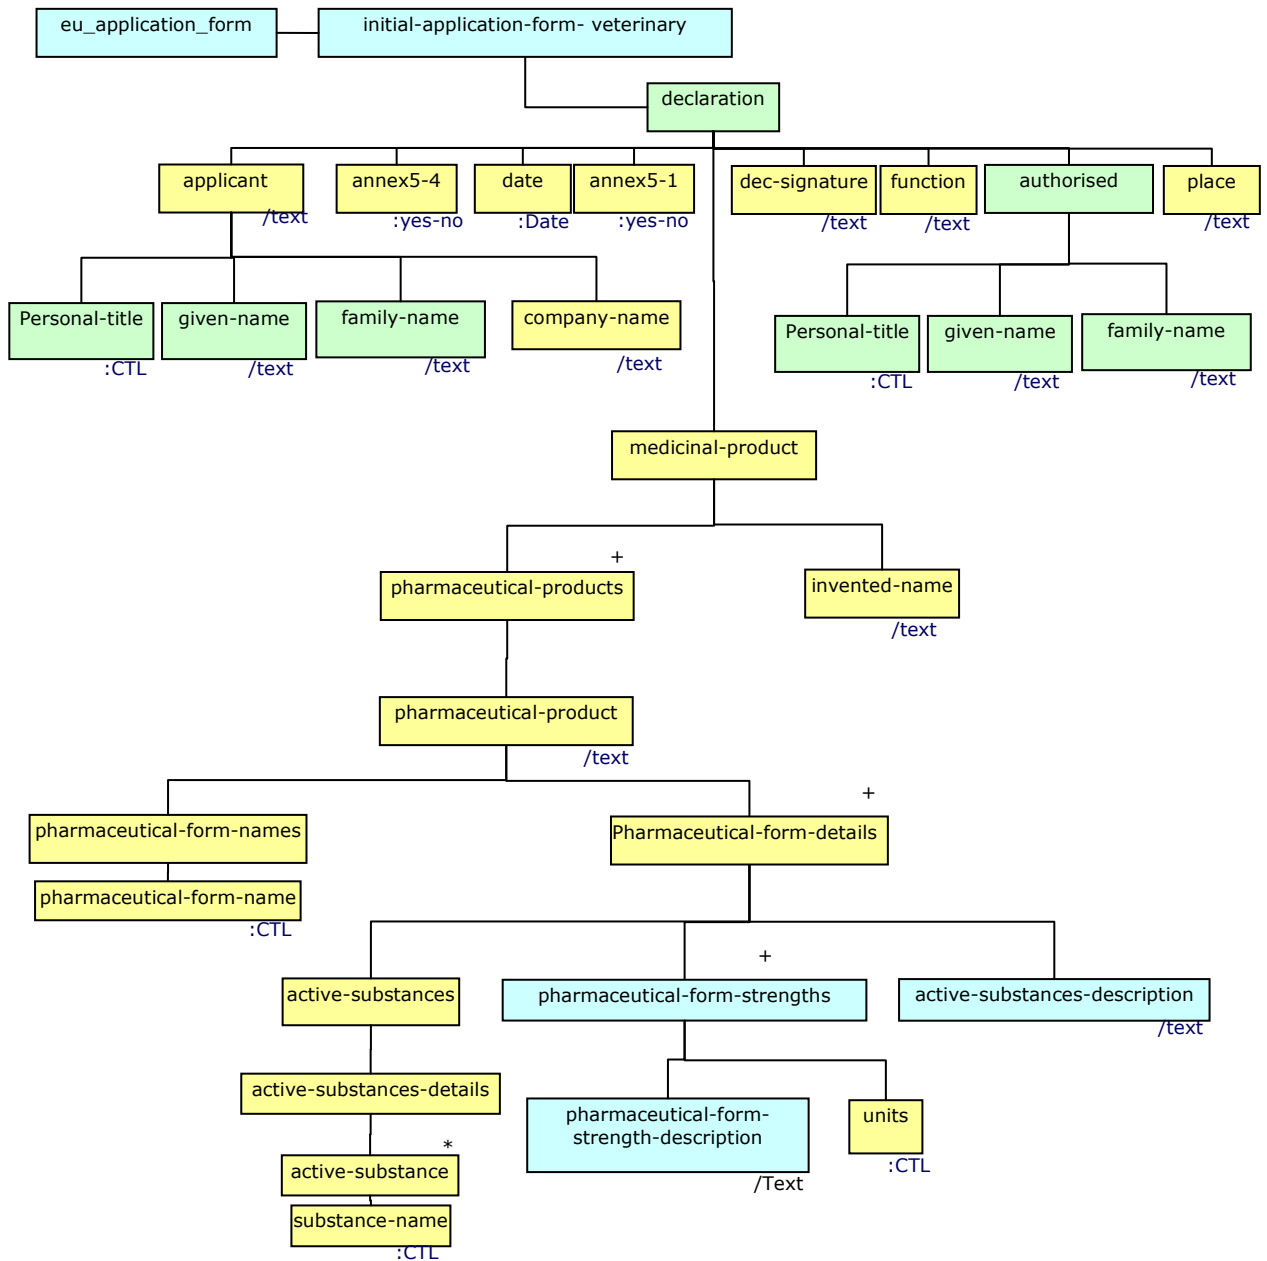 eu_application_form
initial-application-form- veterinary
declaration
applicant
/text
annex5-4
:yes-no
date
:Date
annex5-1
:yes-no
dec-signature
/text
function
/text
authorised
place
/text
Personal-title
:CTL
given-name
/text
family-name
/text
company-name
/text
Personal-title
:CTL
given-name
/text
family-name
/text
medicinal-product
+
pharmaceutical-products
invented-name
/text
pharmaceutical-product
/text
pharmaceutical-form-names
+
Pharmaceutical-form-details
pharmaceutical-form-name
:CTL
active-substances
+
pharmaceutical-form-strengths
active-substances-description
/text
active-substances-details
pharmaceutical-form-
strength-description
/Text
units
:CTL
*
active-substance
substance-name
:CTL